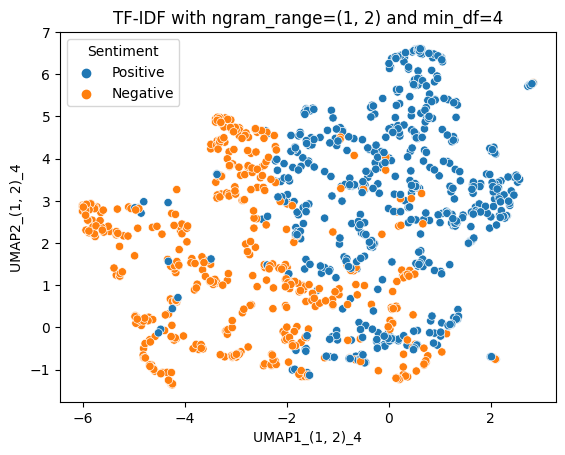 TF-IDF with ngram_range=(1, 2) and min_df=4
Sentiment
Positive
Negative
7
6
5
4
3
2
1
0
−1
UMAP2_(1, 2)_4
−6
−4
−2
0
2
UMAP1_(1, 2)_4